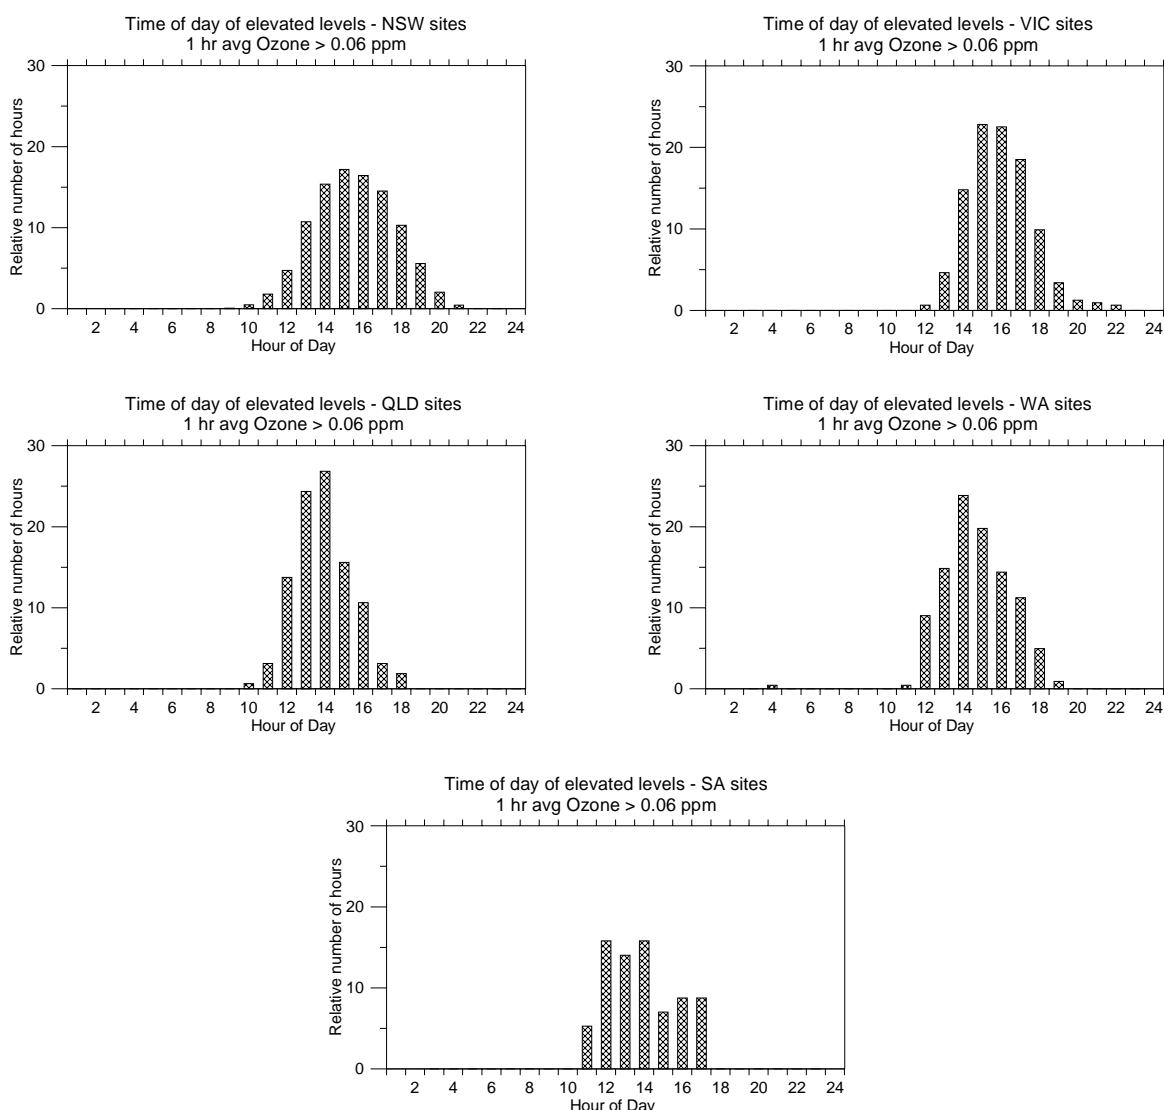 Time of day of elevated levels - NSW sites
1 hr avg Ozone > 0.06 ppm
30
20
10
0
Relative number of hours
2 4 6 8 10 12 14 16 18 20 22 24
Hour of Day
Time of day of elevated levels - VIC sites
1 hr avg Ozone > 0.06 ppm
30
20
10
0
Relative number of hours
2 4 6 8 10 12 14 16 18 20 22 24
Hour of Day
Time of day of elevated levels - QLD sites
1 hr avg Ozone > 0.06 ppm
30
20
10
0
Relative number of hours
2 4 6 8 10 12 14 16 18 20 22 24
Hour of Day
Time of day of elevated levels - WA sites
1 hr avg Ozone > 0.06 ppm
30
20
10
0
Relative number of hours
2 4 6 8 10 12 14 16 18 20 22 24
Hour of Day
Time of day of elevated levels - SA sites
1 hr avg Ozone > 0.06 ppm
30
20
10
0
Relative number of hours
2 4 6 8 10 12 14 16 18 20 22 24
Hour of Day